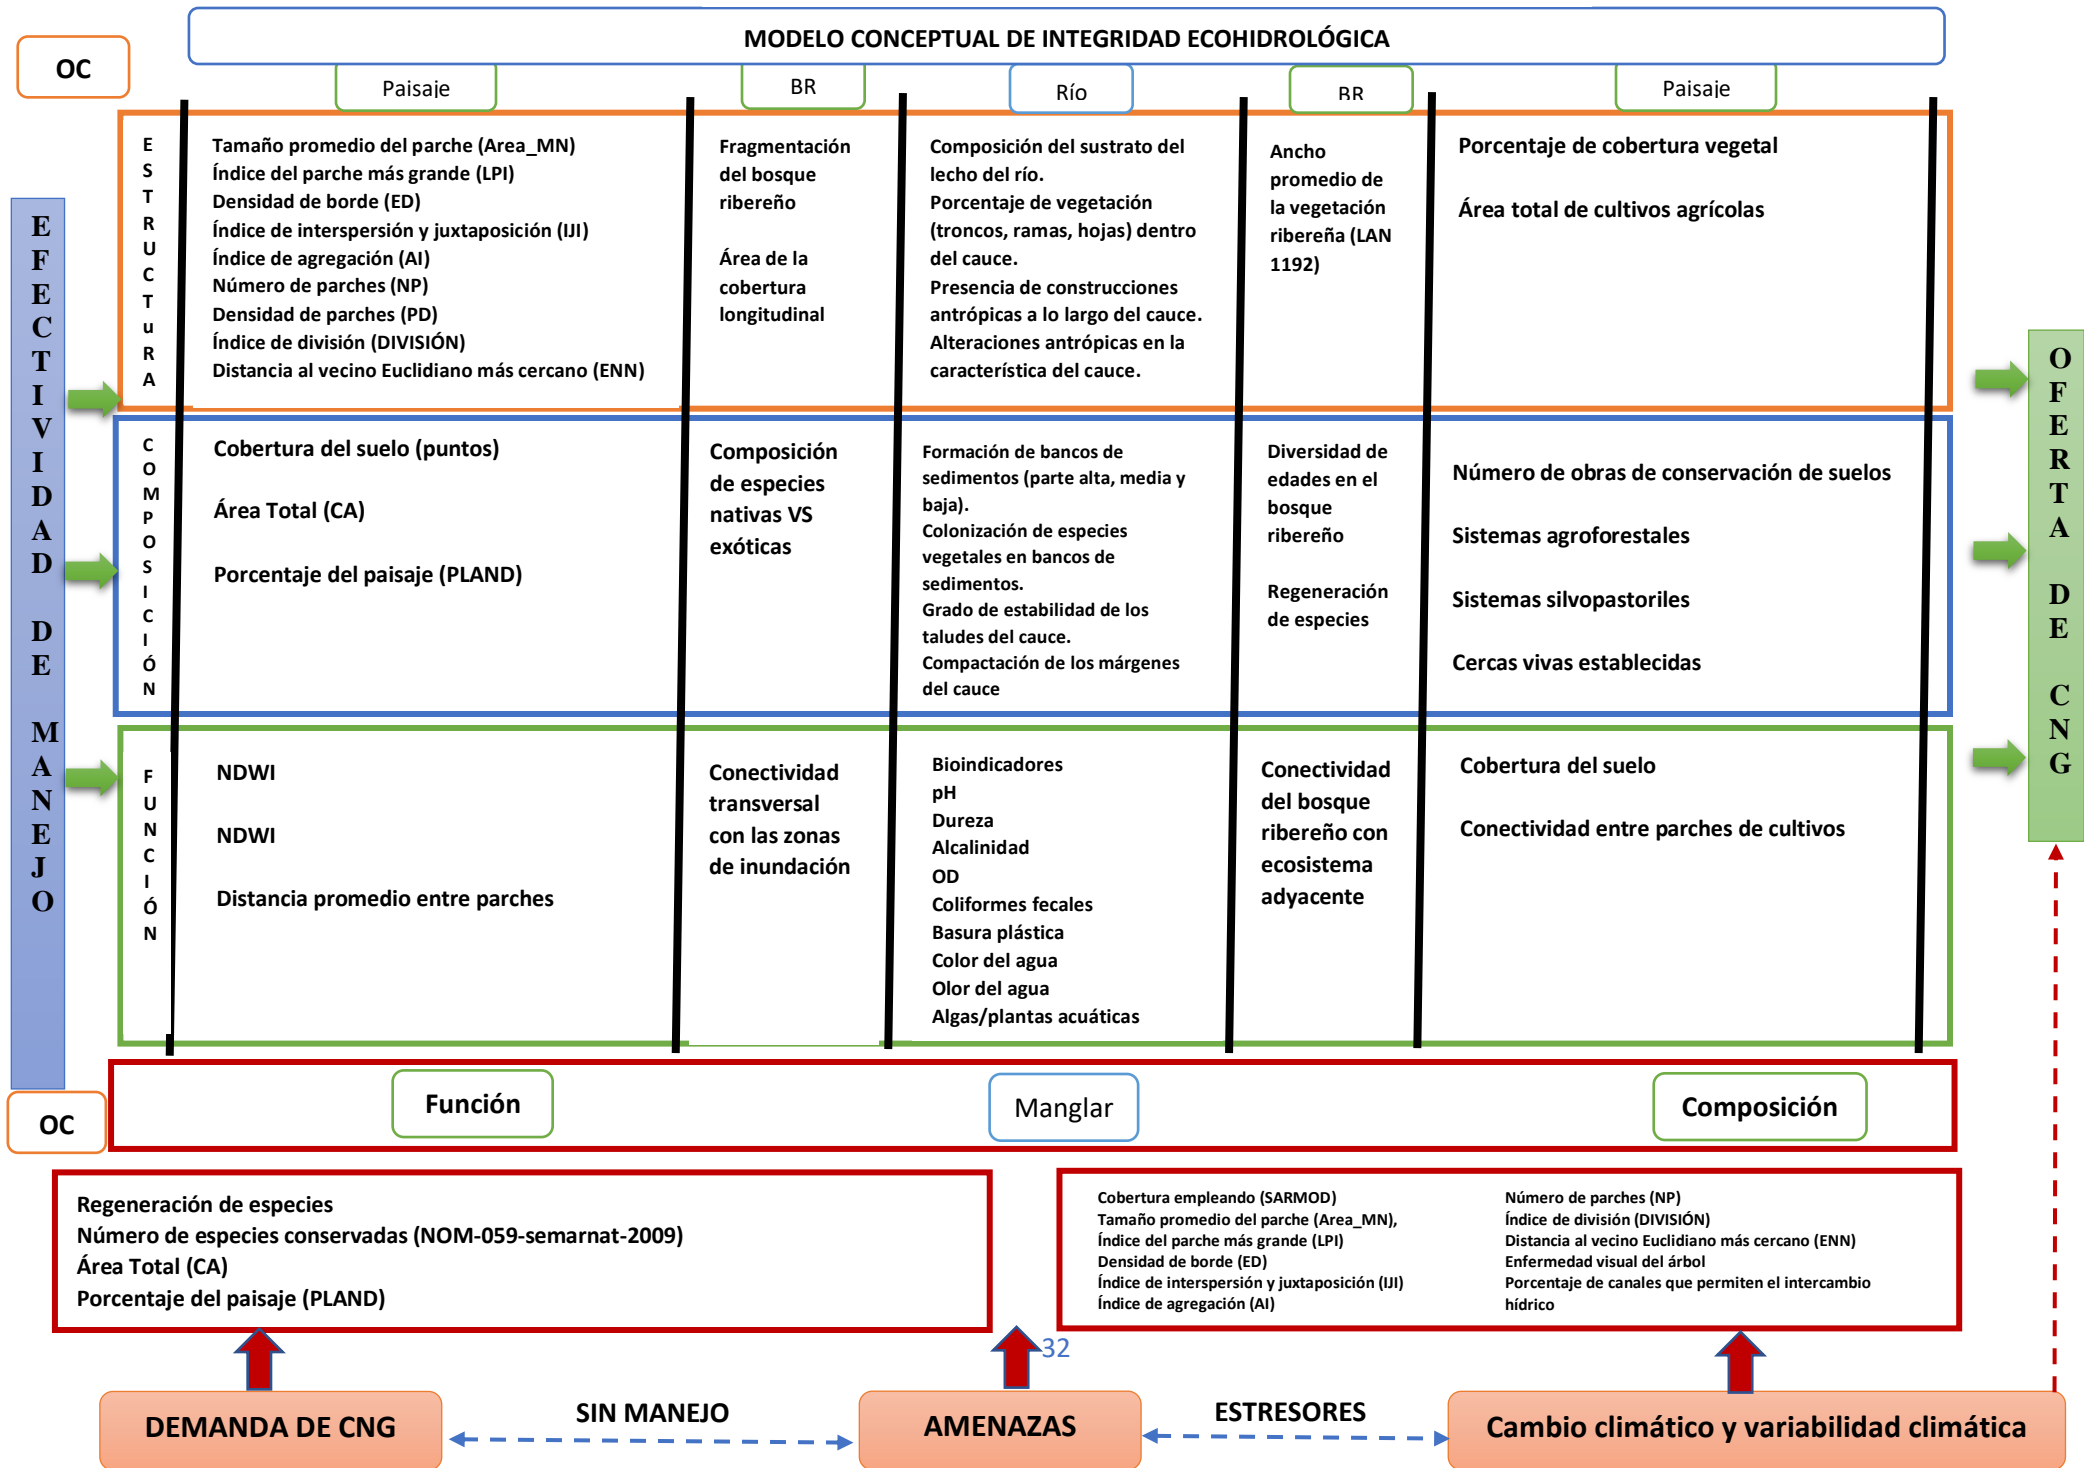 MODELO CONCEPTUAL DE INTEGRIDAD ECOHIDROLÓGICA
OC
Paisaje
BR
Río
BR
Paisaje
EFECTIVIDAD DE MANEJO
ESTRUCTuRA
Tamaño promedio del parche (Area_MN)
Índice del parche más grande (LPI)
Densidad de borde (ED)
Índice de interspersión y juxtaposición (IJI)
Índice de agregación (AI)
Número de parches (NP)
Densidad de parches (PD)
Índice de división (DIVISIÓN)
Distancia al vecino Euclidiano más cercano (ENN)
Fragmentación
del bosque
ribereño
Área de la
cobertura
longitudinal
Composición del sustrato del
lecho del río.
Porcentaje de vegetación
(troncos, ramas, hojas) dentro
del cauce.
Presencia de construcciones
antrópicas a lo largo del cauce.
Alteraciones antrópicas en la
característica del cauce.
Ancho
promedio de
la vegetación
ribereña (LAN
1192)
Porcentaje de cobertura vegetal
Área total de cultivos agrícolas
COMPOSICIÓN
Cobertura del suelo (puntos)
Área Total (CA)
Porcentaje del paisaje (PLAND)
Composición
de especies
nativas VS
exóticas
Formación de bancos de
sedimentos (parte alta, media y
baja).
Colonización de especies
vegetales en bancos de
sedimentos.
Grado de estabilidad de los
taludes del cauce.
Compactación de los márgenes
del cauce
Diversidad de
edades en el
bosque
ribereño
Regeneración
de especies
Número de obras de conservación de suelos
Sistemas agroforestales
Sistemas silvopastoriles
Cercas vivas establecidas
FUNCIÓN
NDWI
NDWI
Distancia promedio entre parches
Conectividad
transversal
con las zonas
de inundación
Bioindicadores
pH
Dureza
Alcalinidad
OD
Coliformes fecales
Basura plástica
Color del agua
Olor del agua
Algas/plantas acuáticas
Conectividad
del bosque
ribereño con
ecosistema
adyacente
Cobertura del suelo
Conectividad entre parches de cultivos
OFERTA DE CNG
OC
Función
Manglar
Composición
Regeneración de especies
Número de especies conservadas (NOM-059-semarnat-2009)
Área Total (CA)
Porcentaje del paisaje (PLAND)
Cobertura empleando (SARMOD)
Tamaño promedio del parche (Area_MN),
Índice del parche más grande (LPI)
Densidad de borde (ED)
Índice de interspersión y juxtaposición (IJI)
Índice de agregación (AI)
Número de parches (NP)
Índice de división (DIVISIÓN)
Distancia al vecino Euclidiano más cercano (ENN)
Enfermedad visual del árbol
Porcentaje de canales que permiten el intercambio
hídrico
32
DEMANDA DE CNG
SIN MANEJO
AMENAZAS
ESTRESORES
Cambio climático y variabilidad climática